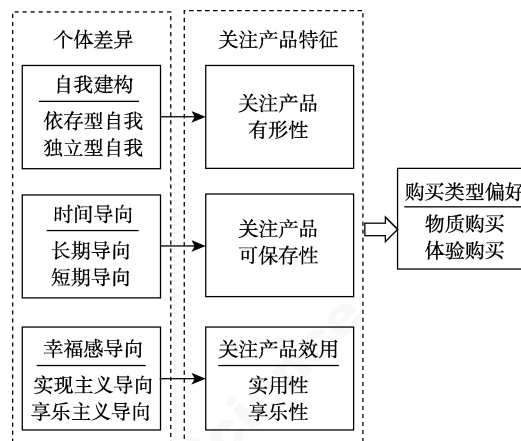 个体差异
关注产品特征
自我建构
依存型自我
独立型自我
关注产品
有形性
时间导向
长期导向
短期导向
关注产品
可保存性
购买类型偏好
物质购买
体验购买
幸福感导向
实现主义导向
享乐主义导向
关注产品效用
实用性
享乐性